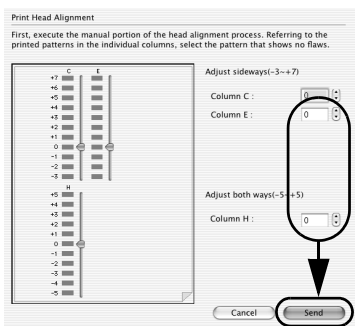 Print Head Alignment
First, execute the manual portion of the head alignment process. Referring to the
printed patterns in the individual columns, select the pattern that shows no flaws.
C E
+7
+6
+5
+4
+3
+2
+1
0
-1
-2
-3
H
+5
+4
+3
+2
+1
0
-1
-2
-3
-4
-5
Adjust sideways(-3~+7)
Column C : 0
Column E : 0
Adjust both ways(-5~+5)
Column H : 0
Cancel Send